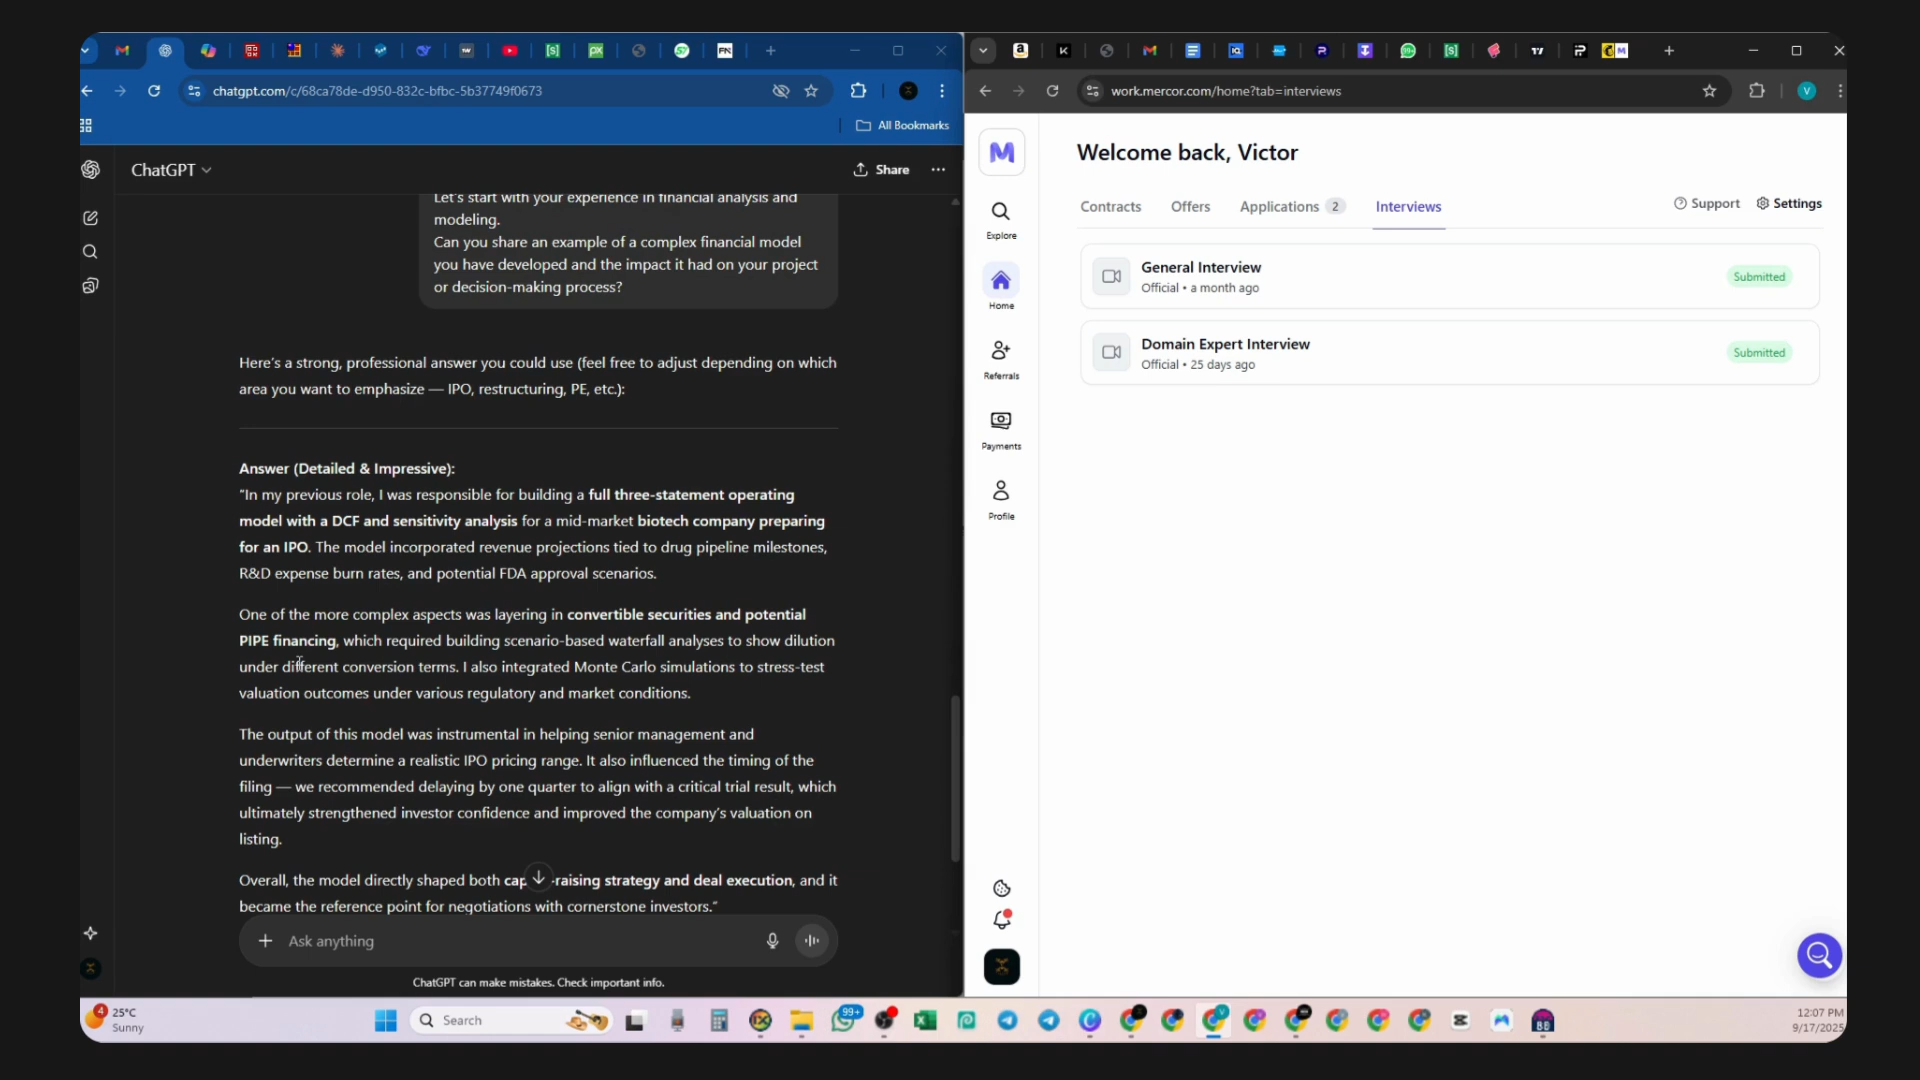 chatgpt.com/c/68ca78de-d950-832c-bfbc-5b37749f0673
All Bookmarks
ChatGPT
Share
Let's start with your experience in financial analysis and
modeling.
Can you share an example of a complex financial model
you have developed and the impact it had on your project
or decision-making process?
Here's a strong, professional answer you could use (feel free to adjust depending on which
area you want to emphasize — IPO, restructuring, PE, etc.):
Answer (Detailed & Impressive):
"In my previous role, I was responsible for building a full three-statement operating
model with a DCF and sensitivity analysis for a mid-market biotech company preparing
for an IPO. The model incorporated revenue projections tied to drug pipeline milestones,
R&D expense burn rates, and potential FDA approval scenarios.
One of the more complex aspects was layering in convertible securities and potential
PIPE financing, which required building scenario-based waterfall analyses to show dilution
under different conversion terms. I also integrated Monte Carlo simulations to stress-test
valuation outcomes under various regulatory and market conditions.
The output of this model was instrumental in helping senior management and
underwriters determine a realistic IPO pricing range. It also influenced the timing of the
filing — we recommended delaying by one quarter to align with a critical trial result, which
ultimately strengthened investor confidence and improved the company's valuation on
listing.
Overall, the model directly shaped both cap -raising strategy and deal execution, and it
became the reference point for negotiations with cornerstone investors."
Ask anything
ChatGPT can make mistakes. Check important info.
work.mercor.com/home?tab=interviews
V
M
Welcome back, Victor
Contracts
Offers
Applications 2
Interviews
Support
Settings
Explore
Home
Referrals
Payments
Profile
General Interview
Official • a month ago
Submitted
Domain Expert Interview
Official • 25 days ago
Submitted
4
25°C
Sunny
Search
99+
12:07 PM
9/17/2025